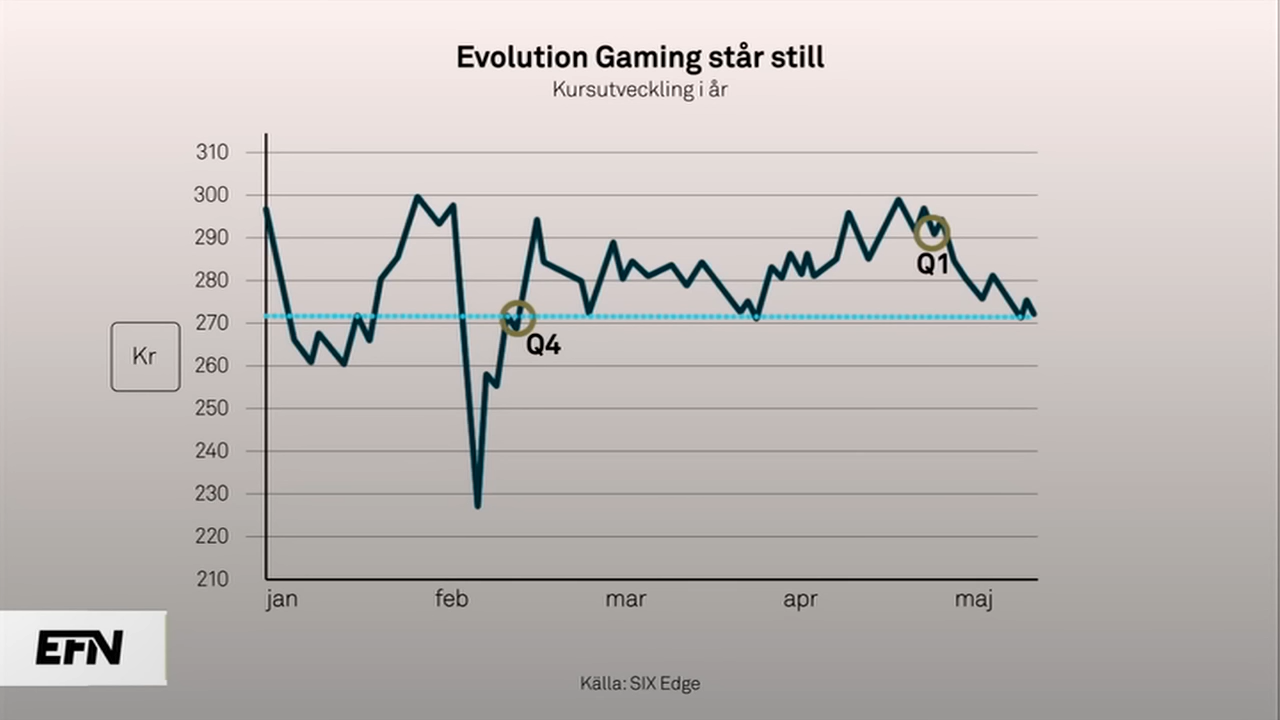 Evolution Gaming står still
Kursutveckling i år
310
300
290
280
270
260
250
240
230
220
210
Kr
Q4
Q1
jan feb mar apr maj
EFN
Källa: SIX Edge